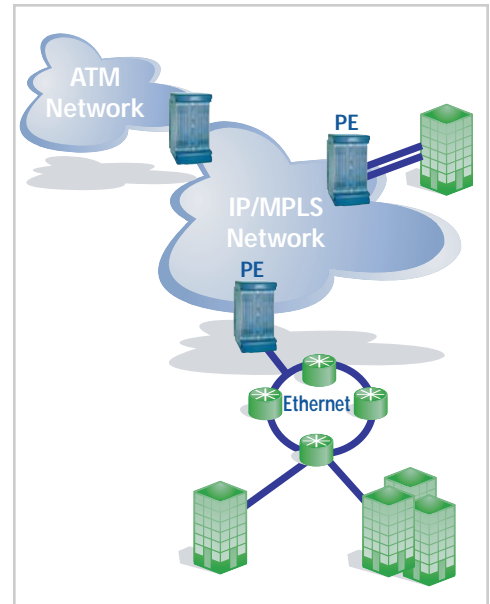 ATM
Network
PE
IP/MPLS
Network
PE
Ethernet